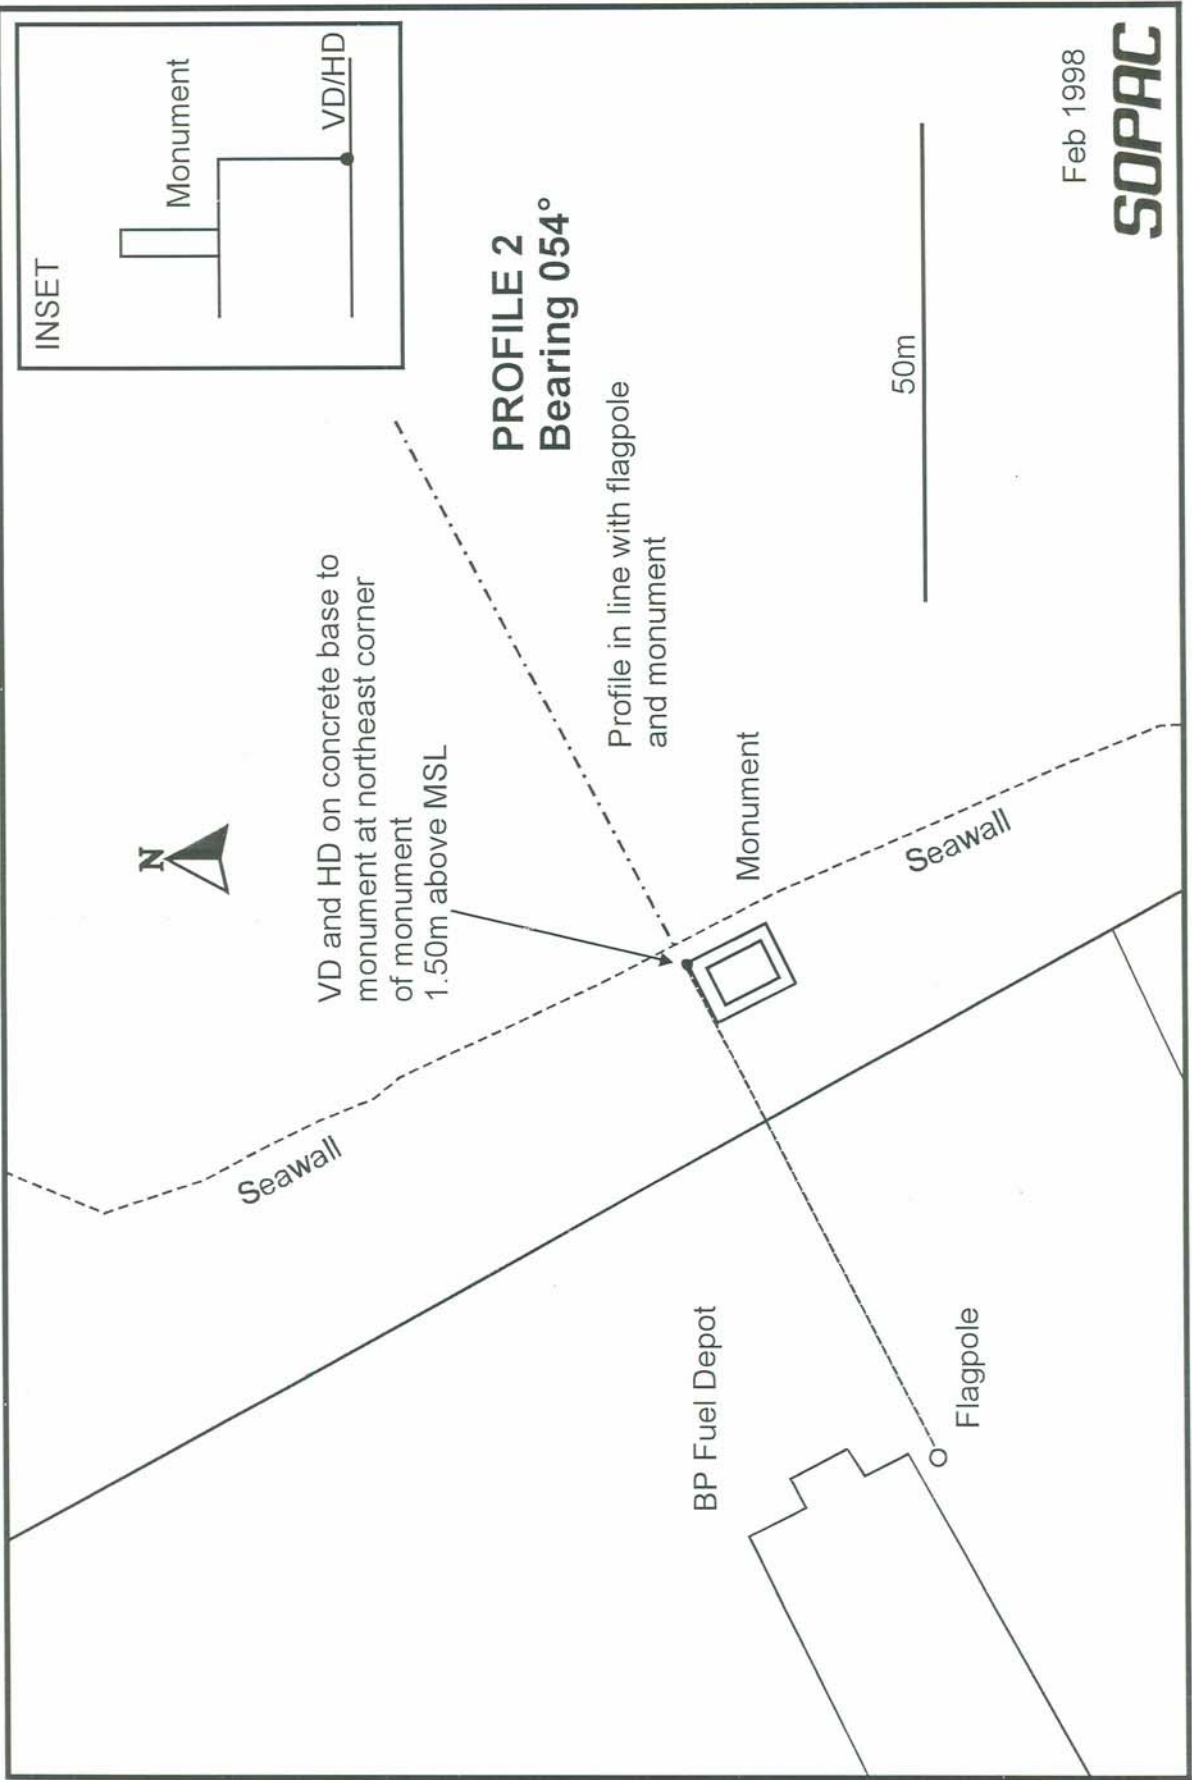 INSET
Monument
VD/HD
N
VD and HD on concrete base to
monument at northeast corner
of monument
1.50m above MSL
PROFILE 2
Bearing 054°
Profile in line with flagpole
and monument
Seawall
Monument
Seawall
BP Fuel Depot
Flagpole
50m
Feb 1998
SOPAC